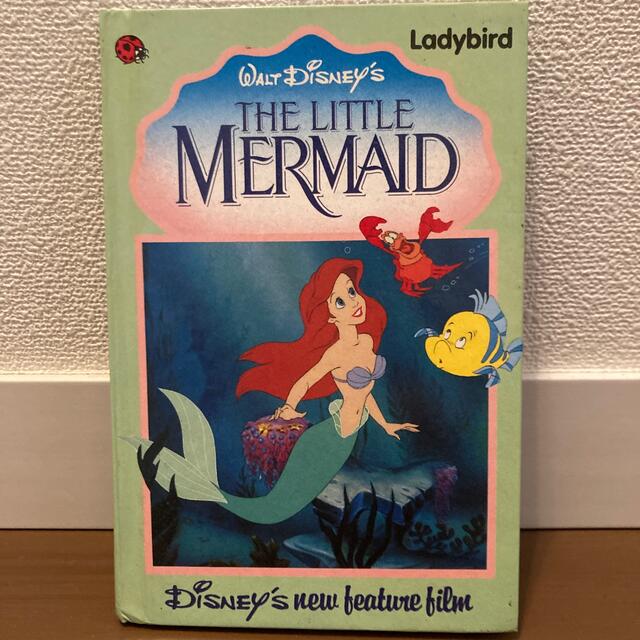 Ladybird
WALT DISNEY'S
THE LITTLE
MERMAID
DISNEY'S new feature film